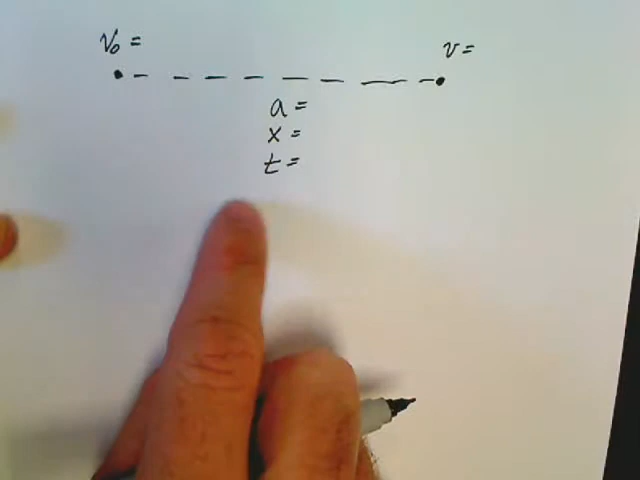 V₀ =
v =
a =
x =
t =